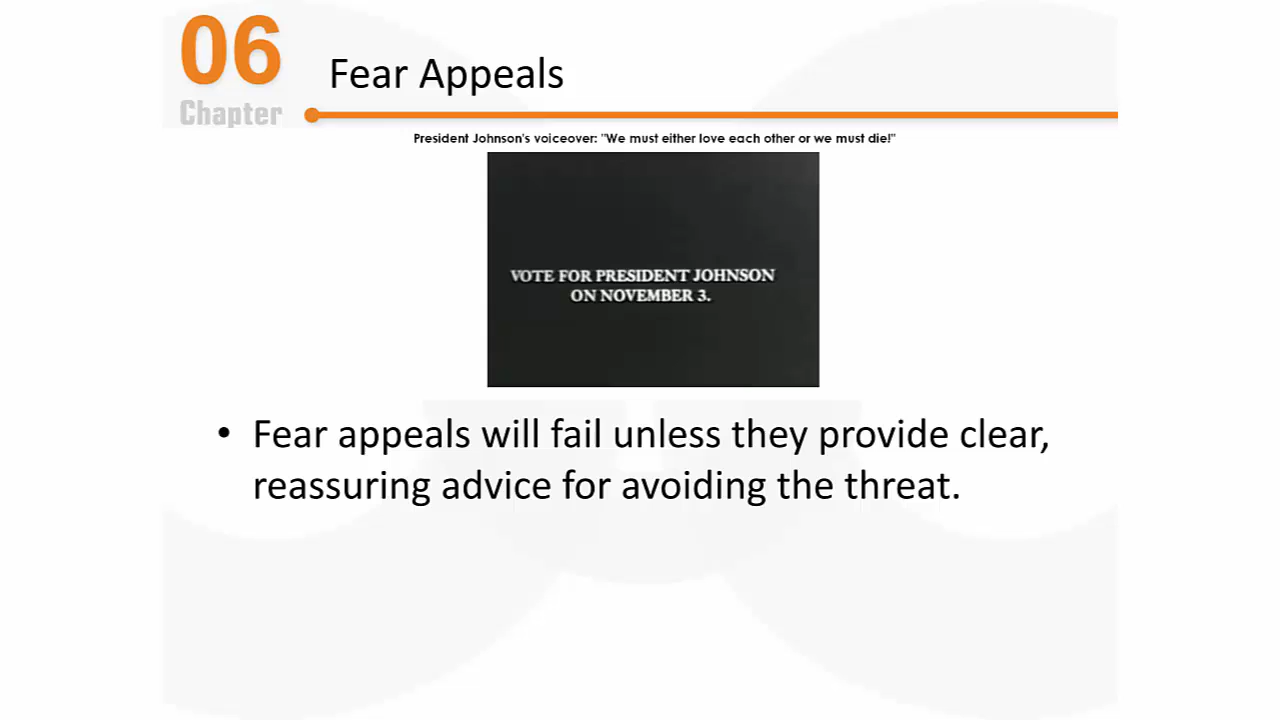 06
Chapter
Fear Appeals
President Johnson's voiceover: "We must either love each other or we must die!"
VOTE FOR PRESIDENT JOHNSON
ON NOVEMBER 3.
• Fear appeals will fail unless they provide clear,
reassuring advice for avoiding the threat.